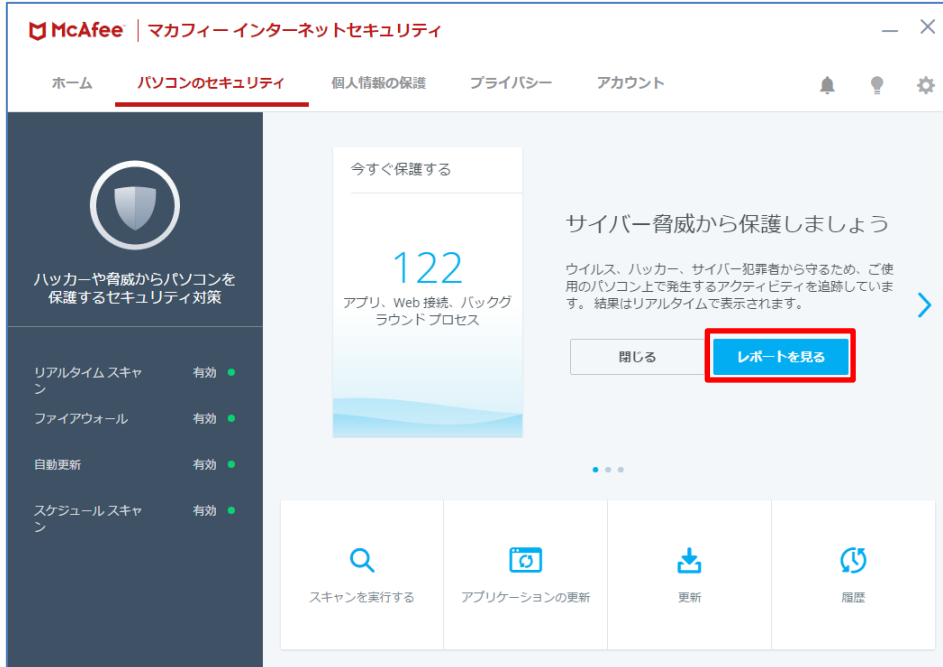 McAfee | マカフィー インターネットセキュリティ
ホーム パソコンのセキュリティ 個人情報の保護 プライバシー アカウント
ハッカーや脅威からパソコンを
保護するセキュリティ対策
リアルタイム スキャ 有効
ン
ファイアウォール 有効
自動更新 有効
スケジュール スキャ 有効
ン
今すぐ保護する
122
アプリ、Web 接続、バックグ
ラウンド プロセス
サイバー脅威から保護しましょう
ウイルス、ハッカー、サイバー犯罪者から守るため、ご使
用のパソコン上で発生するアクティビティを追跡していま
す。 結果はリアルタイムで表示されます。
閉じる レポートを見る
スキャンを実行する アプリケーションの更新 更新 履歴